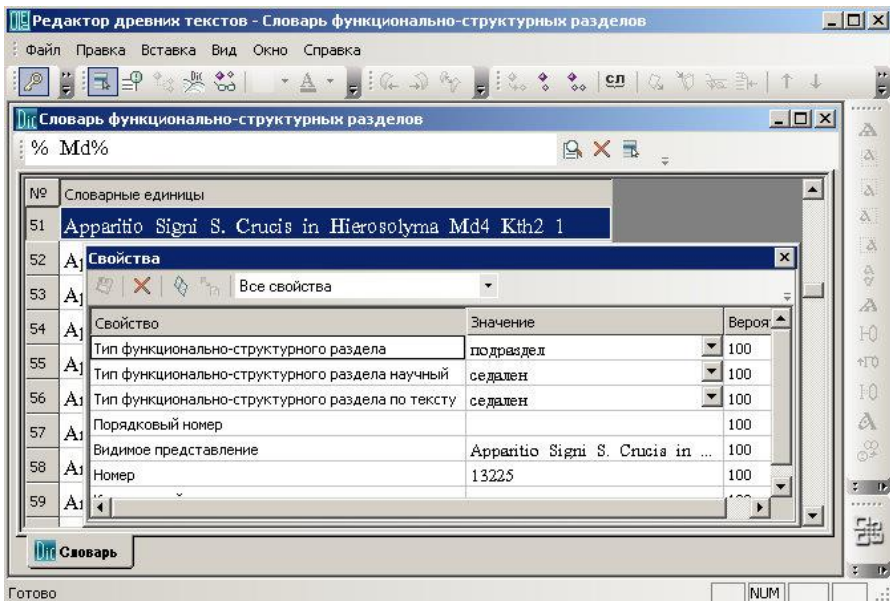 Редактор древних текстов - Словарь функционально-структурных разделов
Файл Правка Вставка Вид Окно Справка
СЛ
Словарь функционально-структурных разделов
% Md%
№ Словарные единицы
51 Apparitio Signi S. Crucis in Hierosolyma Md4 Kth2 1
52
Свойства
53
Все свойства
54
Свойство Значение
Тип функционально-структурного раздела подраздел 100
55
Тип функционально-структурного раздела научный седален 100
56
Тип функционально-структурного раздела по тексту седален 100
57
Порядковый номер 100
Видимое представление Apparitio Signi S. Crucis in ... 100
58
Номер 13225 100
59
Dic Словарь
Готово NUM